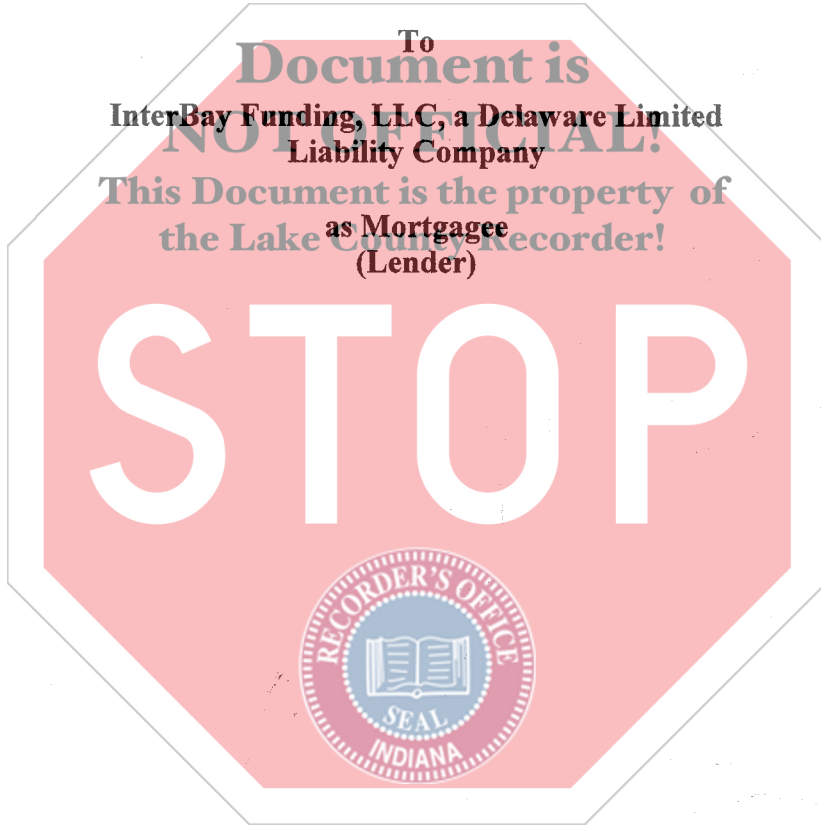 To
Document is
InterBay Funding, LLC, a Delaware Limited
NOT OFFICIAL!
Liability Company
This Document is the property of
as Mortgagee
the Lake County Recorder!
(Lender)
STOP
RECORDER'S OFFICE
SEAL
INDIANA